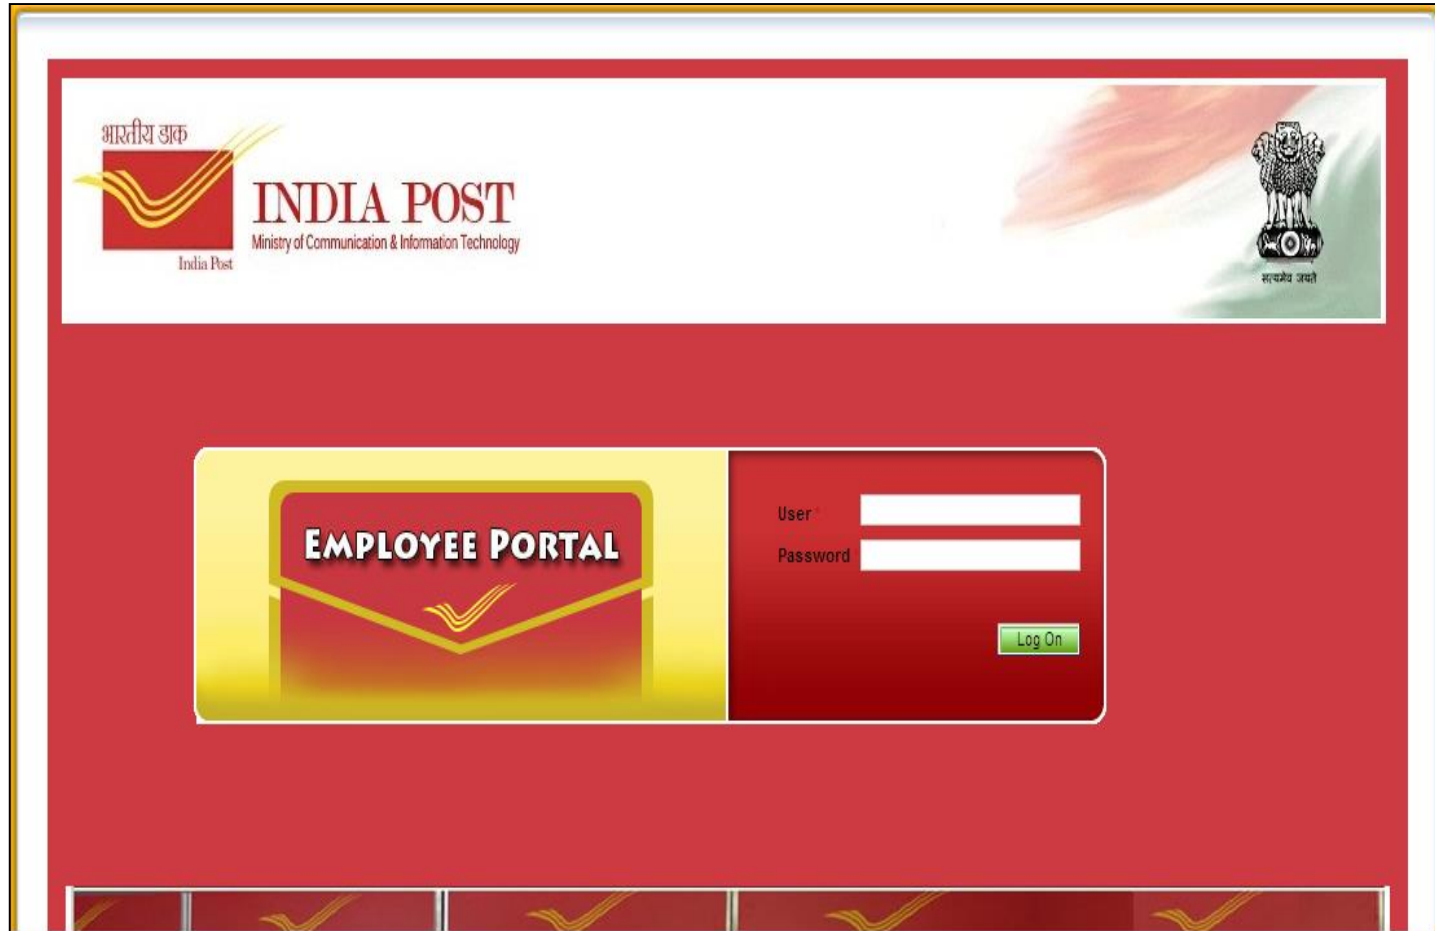 भारतीय डाक
INDIA POST
Ministry of Communication & Information Technology
India Post
सत्यमेव जयते
EMPLOYEE PORTAL
User *
Password
Log On